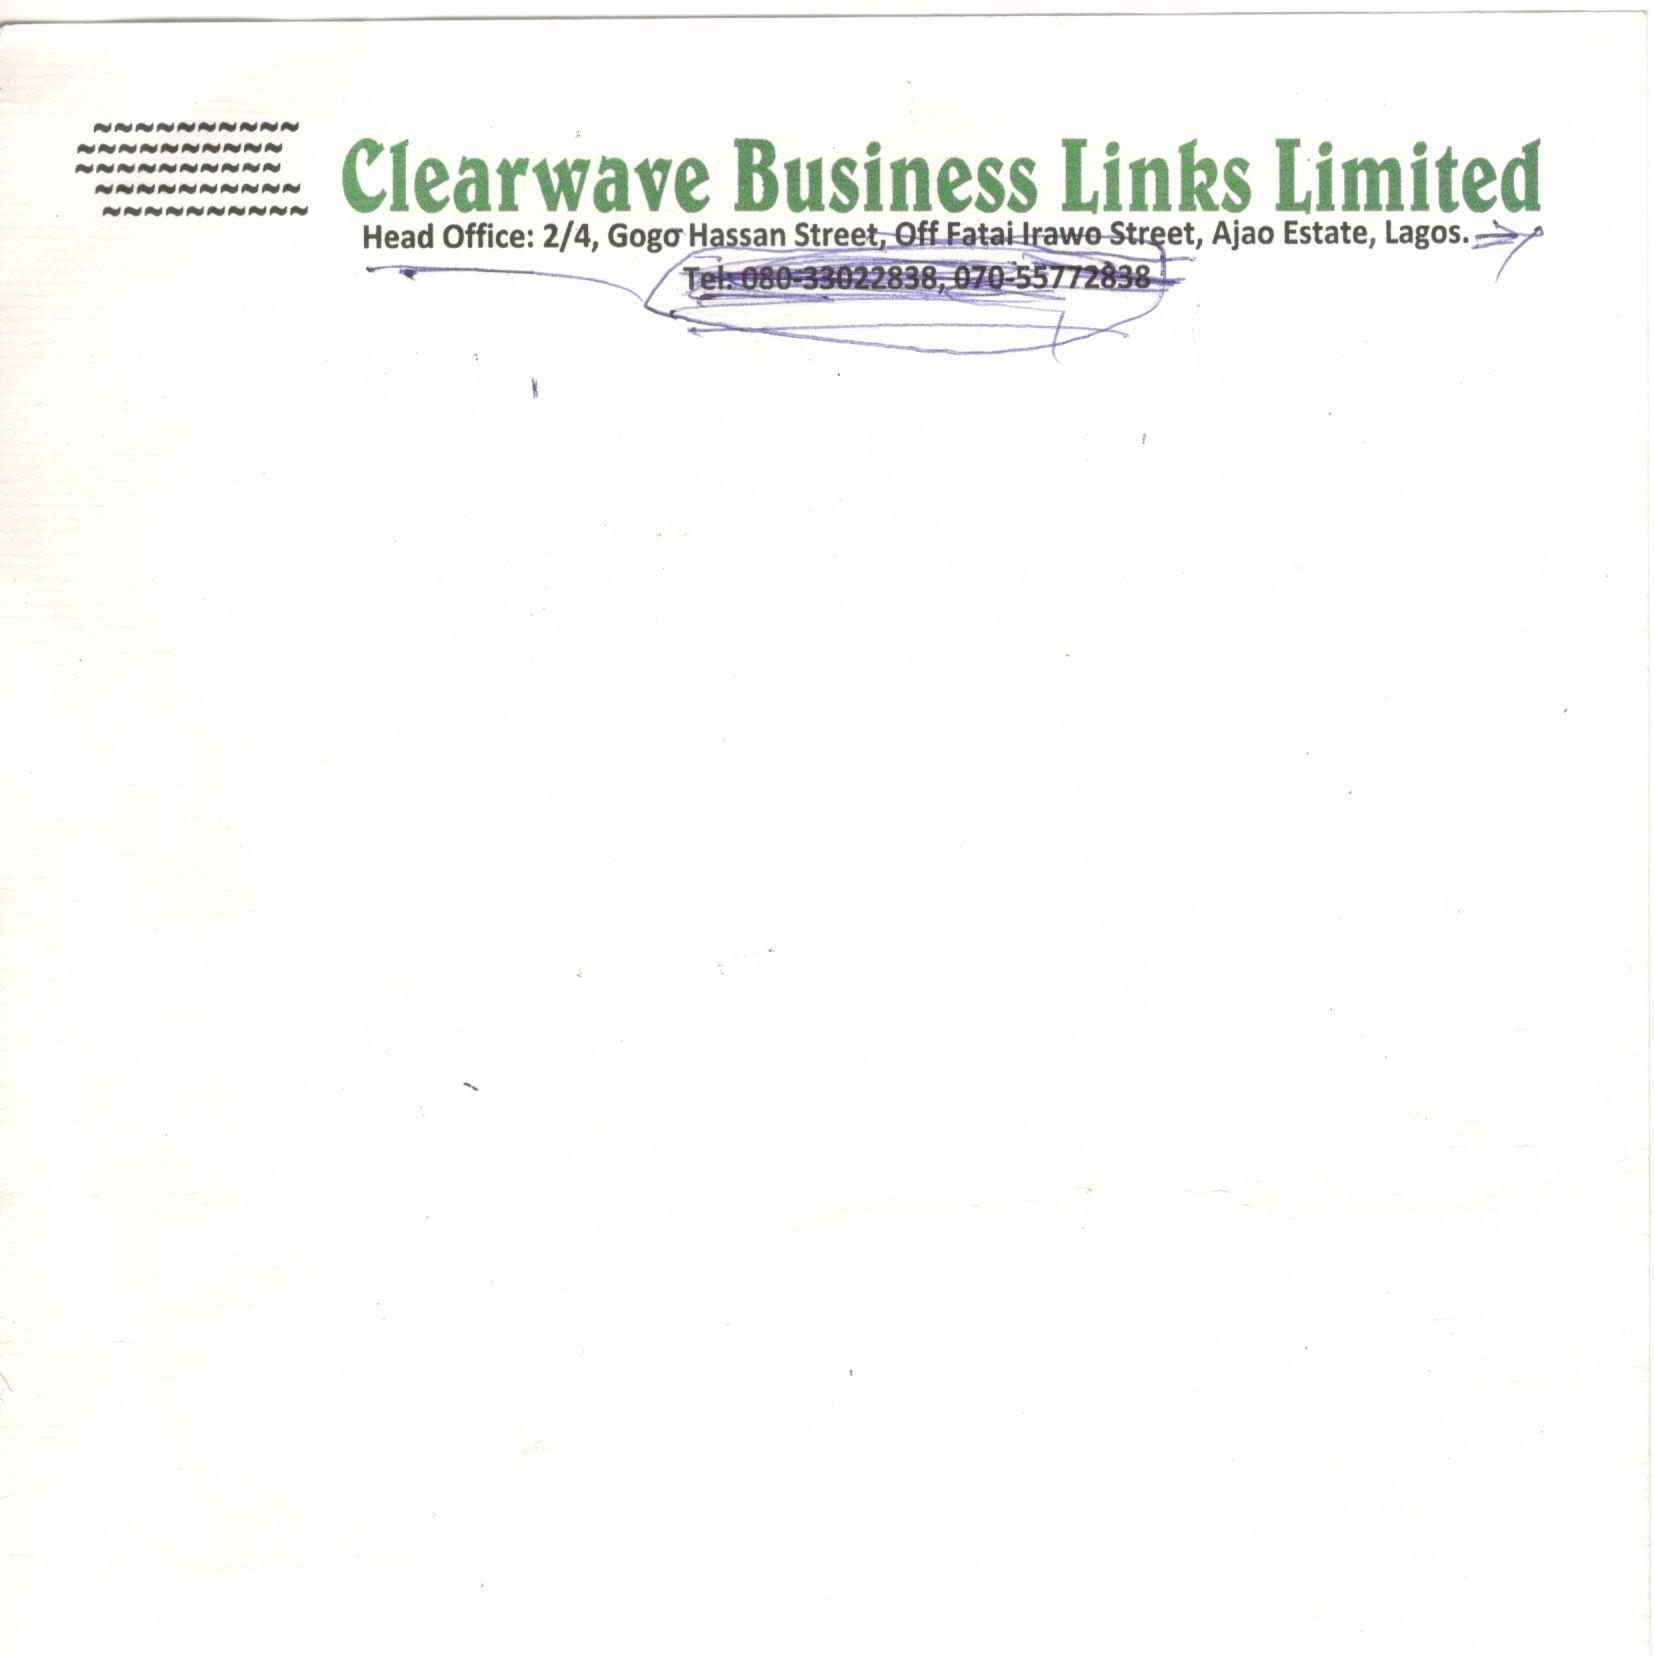 Clearwave Business Links Limited
Head Office: 2/4, Gogo Hassan Street, Off Fatai Irawo Street, Ajao Estate, Lagos.
Tel: 080-33022838, 070-55772838